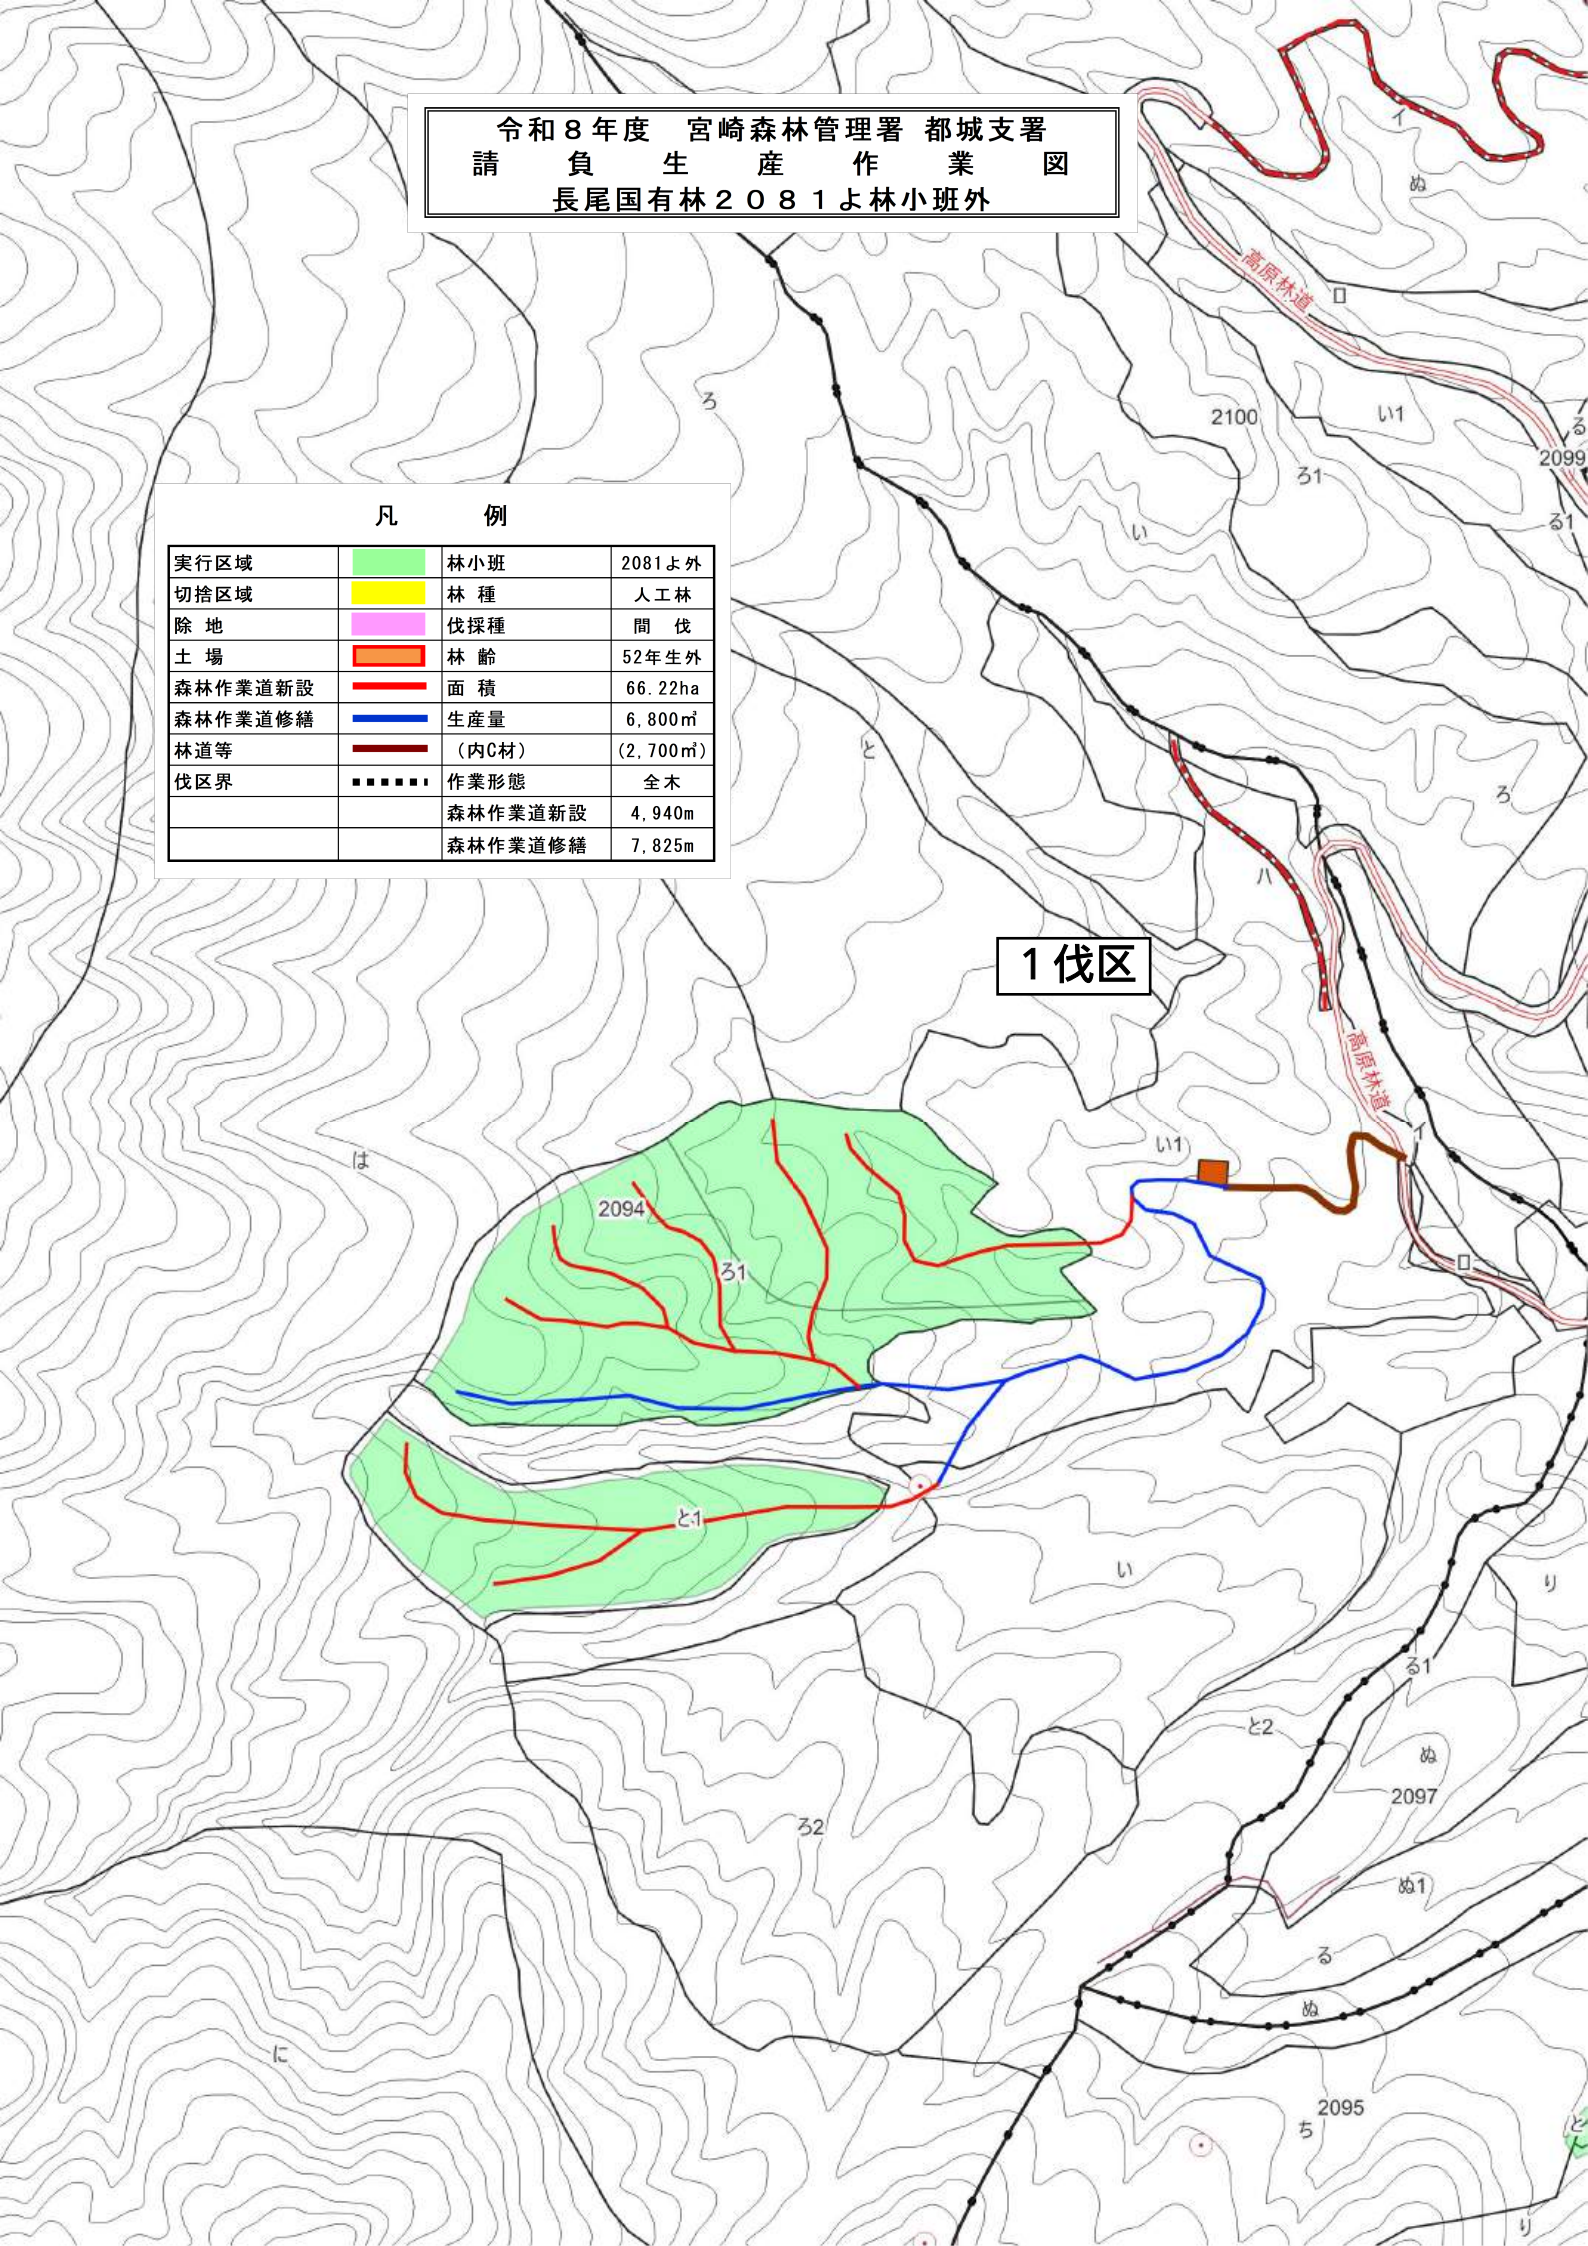 令和８年度　宮崎森林管理署 都城支署
請負生産作業図
長尾国有林２０８１よ林小班外
イ
ぬ
高原林道
ロ
ろ
2100
い1
る
2099
ろ1
る1
い
凡例
実行区域 林小班 2081よ外
切捨区域 林種 人工林
除地 伐採種 間伐
土場 林齢 52年生外
森林作業道新設 面積 66.22ha
森林作業道修繕 生産量 6,800㎥
林道等 （内C材） (2,700㎥)
伐区界 作業形態 全木
森林作業道新設 4,940m
森林作業道修繕 7,825m
と
ろ
ハ
１伐区
高原林道
イ
い1
は
2094
ろ1
ロ
と1
い
り
る1
と2
ぬ
2097
ろ2
ぬ1
る
ぬ
に
2095
ち
と
り